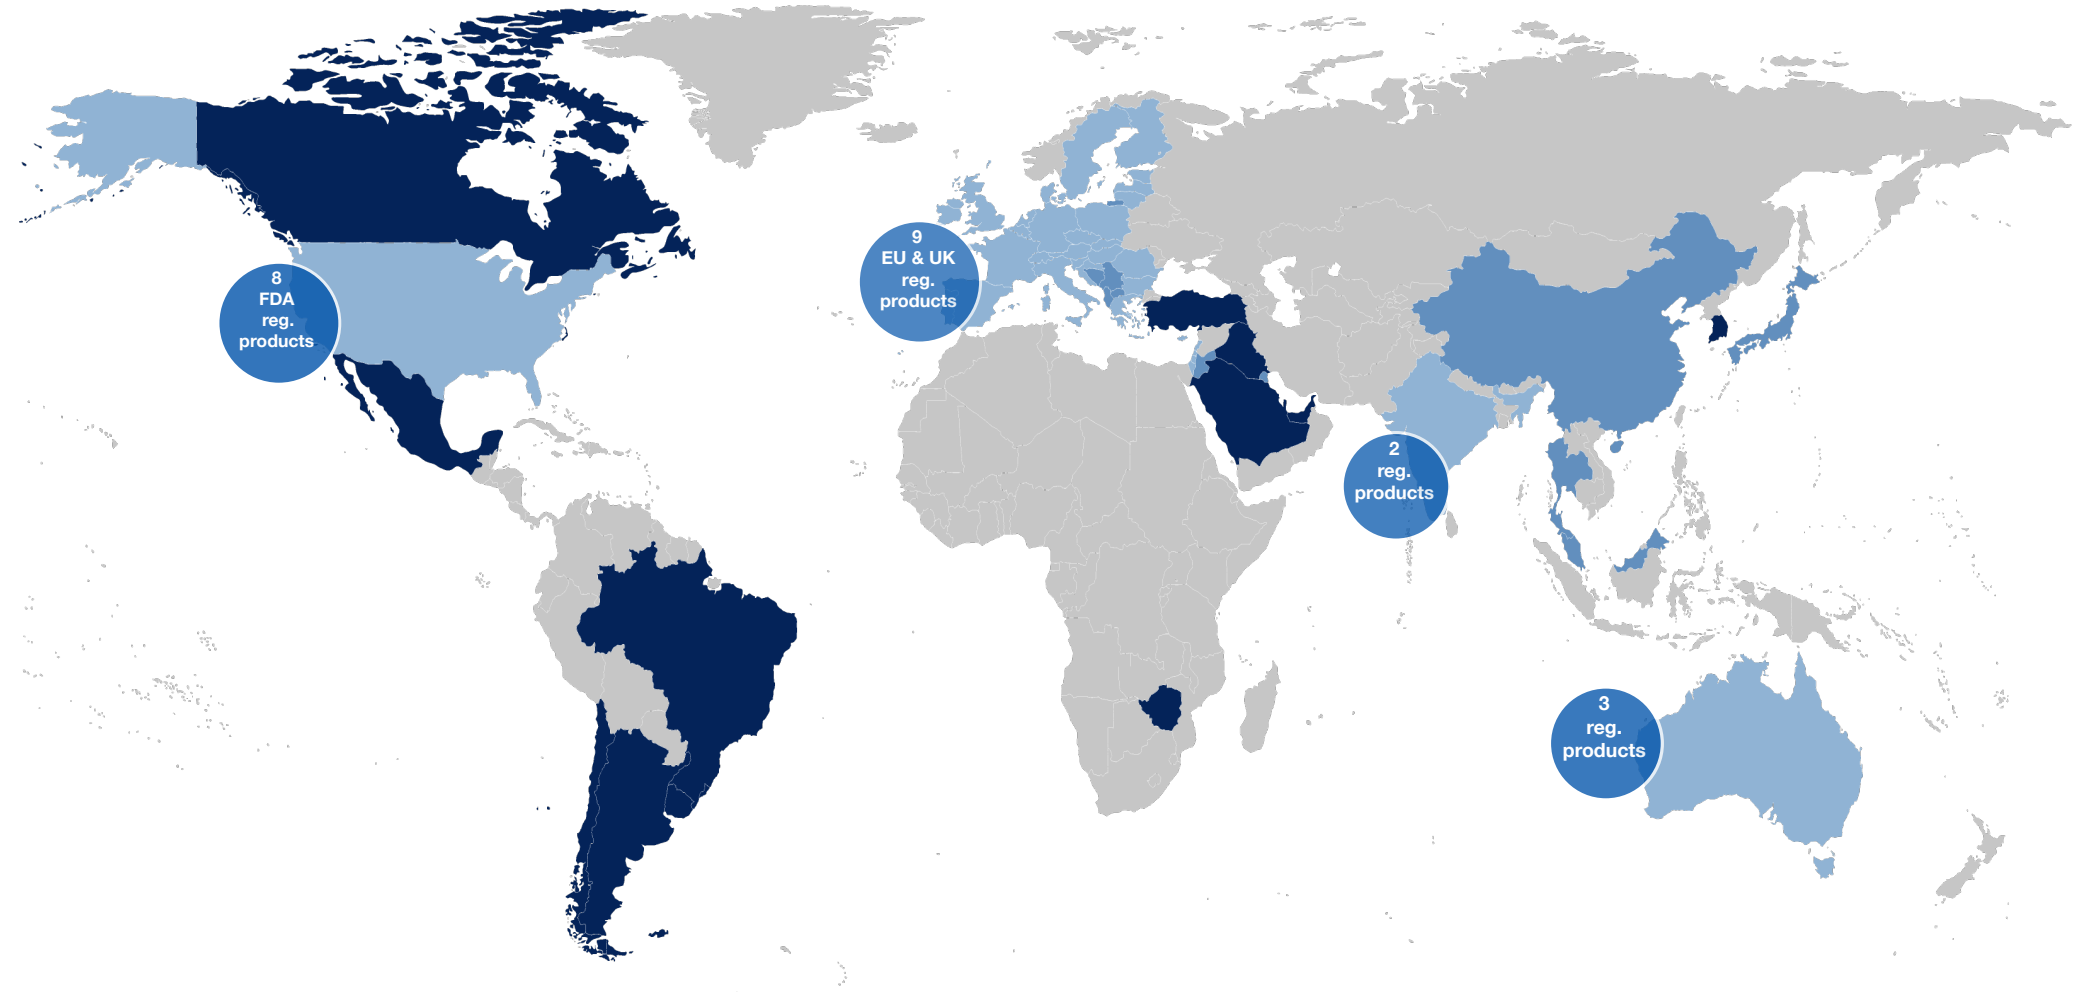 8
FDA
reg.
products
9
EU & UK
reg.
products
2
reg.
products
3
reg.
products